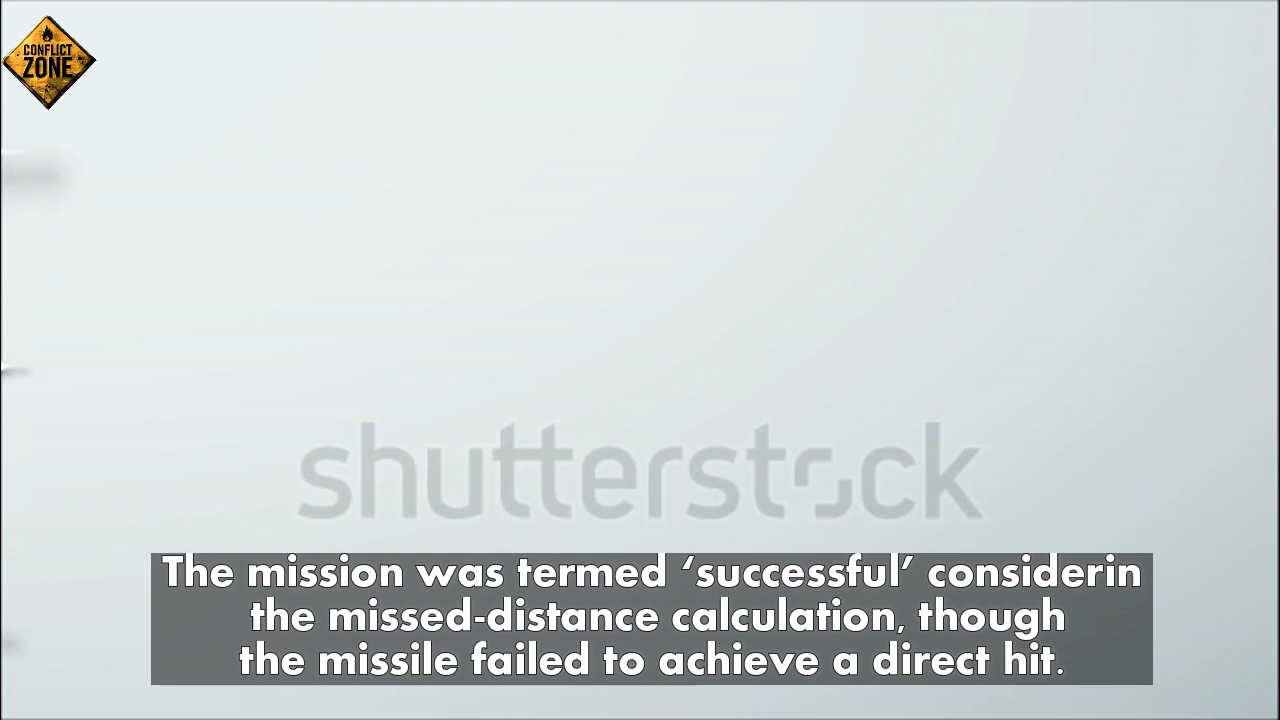 CONFLICT
ZONE
shutterstock
The mission was termed ‘successful’ considerin
the missed-distance calculation, though
the missile failed to achieve a direct hit.